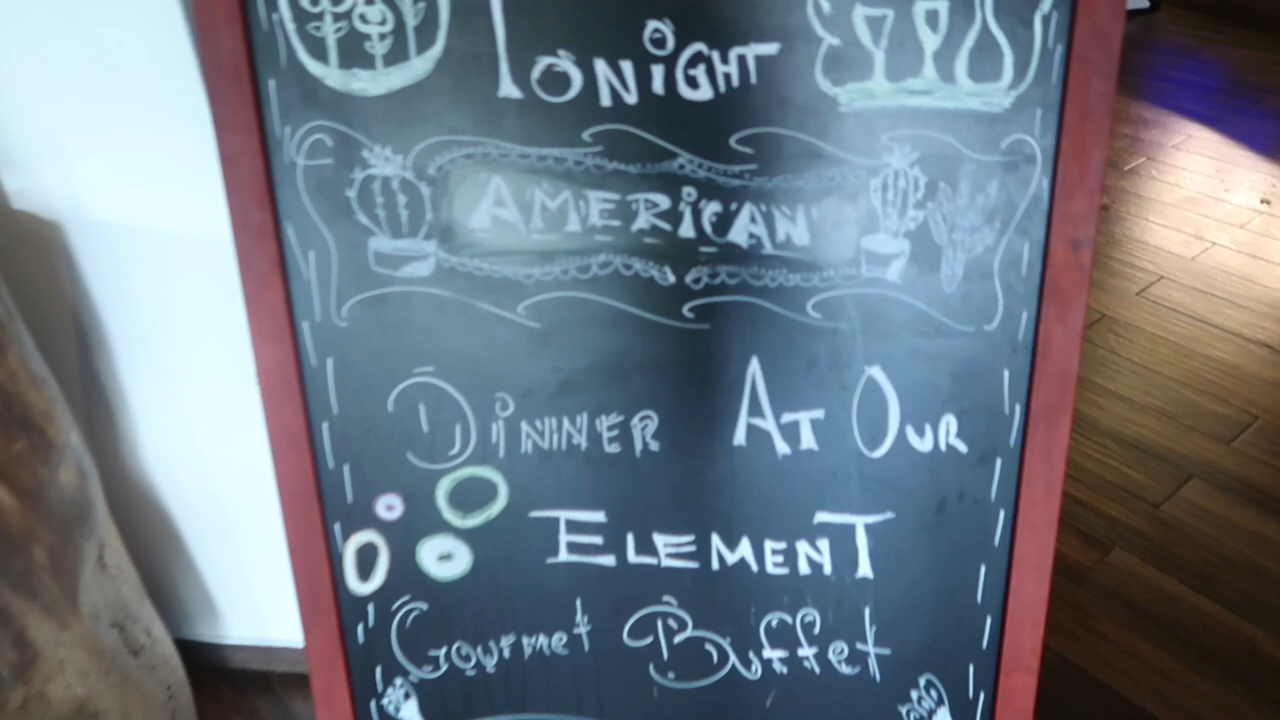 TONiGHT
AMERiCAN
DiNNER AT OUR
ELEMENT
Gourmet Buffet